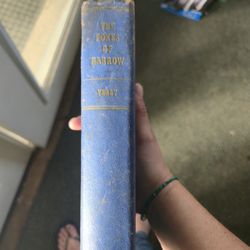 THE
FOXES
OF
HARROW
YERBY